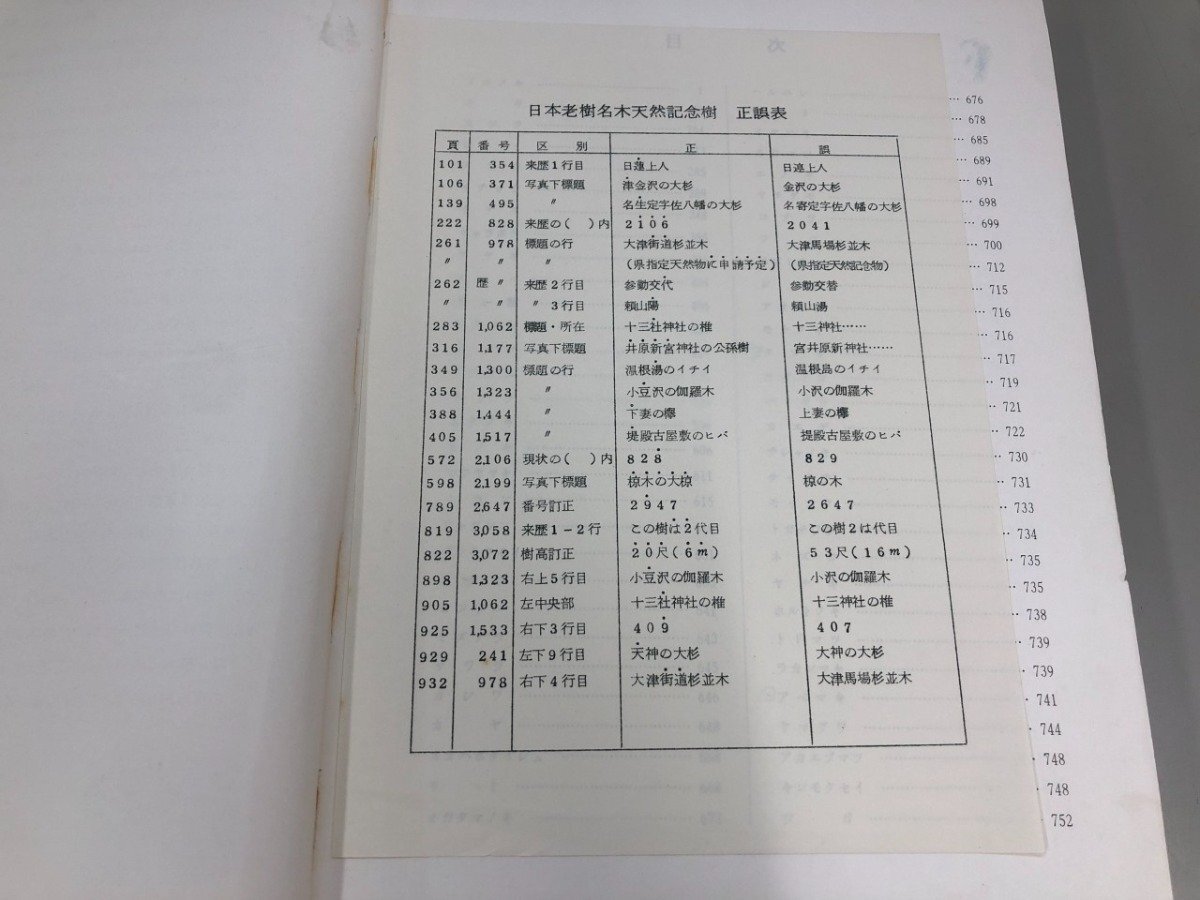 日本老樹名木天然記念樹 正誤表
頁 番号 区別 正 誤
101 354 来歴1行目 日蓮上人 日逹上人
106 371 写真下標題 津金沢の大杉 金沢の大杉
139 495 〃 名生定字佐八幡の大杉 名寄定字佐八幡の大杉
222 828 来歴の( )内 2106 2041
261 978 標題の行 大津街道杉並木 大津馬場杉並木
〃 〃 〃 (県指定天然物に申請予定) (県指定天然記念物)
262 歴〃 来歴2行目 参勤交代 参勤交替
〃 〃 〃3行目 頼山陽 頼山湯
283 1,062 標題・所在 十三社神社の椎 十三神社……
316 1,177 写真下標題 井原新宮神社の公孫樹 宮井原新神社……
349 1,300 標題の行 温根湯のイチイ 温根島のイチイ
356 1,323 〃 小豆沢の伽羅木 小沢の伽羅木
388 1,444 〃 下妻の欅 上妻の欅
405 1,517 〃 堤殿古屋敷のヒバ 提殿古屋敷のヒバ
572 2,106 現状の( )内 828 829
598 2,199 写真下標題 椋木の大椋 椋の木
789 2,647 番号訂正 2947 2647
819 3,058 来歴1-2行 この樹は2代目 この樹2は代目
822 3,072 樹高訂正 20尺(6m) 53尺(16m)
898 1,323 右上5行目 小豆沢の伽羅木 小沢の伽羅木
905 1,062 左中央部 十三社神社の椎 十三神社の椎
925 1,533 右下3行目 409 407
929 241 左下9行目 天神の大杉 大神の大杉
932 978 右下4行目 大津街道杉並木 大津馬場杉並木
… 676
… 678
685
689
… 691
… 698
… 699
… 700
… 712
… 715
… 716
… 716
… 717
… 719
… 721
… 722
… 730
… 731
… 733
… 734
… 735
… 735
… 738
… 739
… 739
… 741
… 744
… 748
… 748
… 752